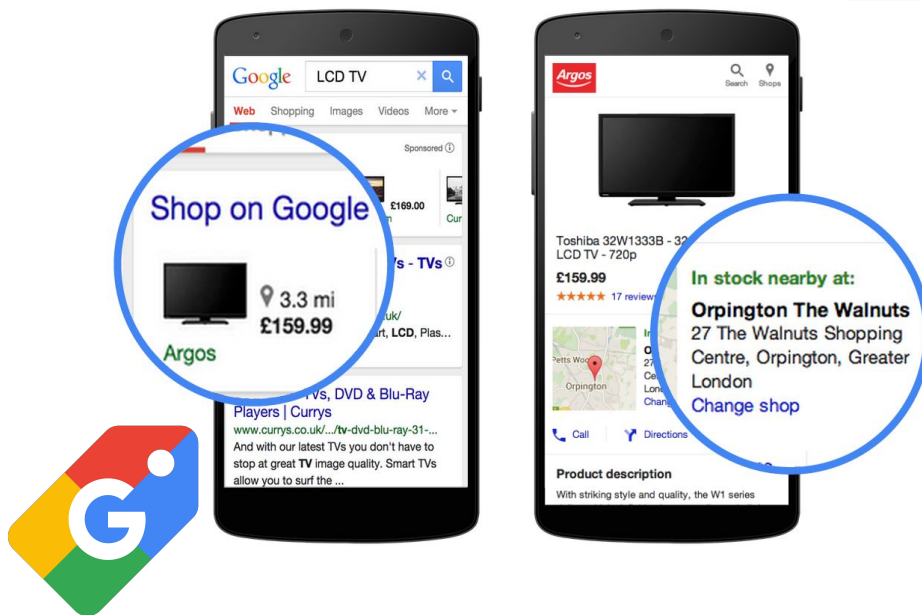 Google LCD TV
Web Shopping Images Videos More
Sponsored
Shop on Google
£169.00
Cur
3.3 mi
£159.99
Argos
- TVs
uk/
art, LCD, Plas...
TVs, DVD & Blu-Ray
Players | Currys
www.currys.co.uk/.../tv-dvd-blu-ray-31-...
And with our latest TVs you don't have to
stop at great TV image quality. Smart TVs
allow you to surf the ...
G
Argos
Search Shops
Toshiba 32W1333B - 32
LCD TV - 720p
£159.99
17 reviews
In stock nearby at:
Orpington The Walnuts
27 The Walnuts Shopping
Centre, Orpington, Greater
London
Change shop
Petts Wood
Orpington
Call Directions
Product description
With striking style and quality, the W1 series